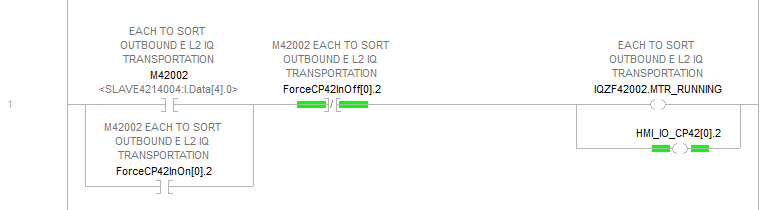 EACH TO SORT
OUTBOUND E L2 IQ
TRANSPORTATION
M42002
<SLAVE4214004:I.Data[4].0>
M42002 EACH TO SORT
OUTBOUND E L2 IQ
TRANSPORTATION
ForceCP42InOff[0].2
EACH TO SORT
OUTBOUND E L2 IQ
TRANSPORTATION
IQZF42002.MTR_RUNNING
1
M42002 EACH TO SORT
OUTBOUND E L2 IQ
TRANSPORTATION
ForceCP42InOn[0].2
HMI_IO_CP42[0].2